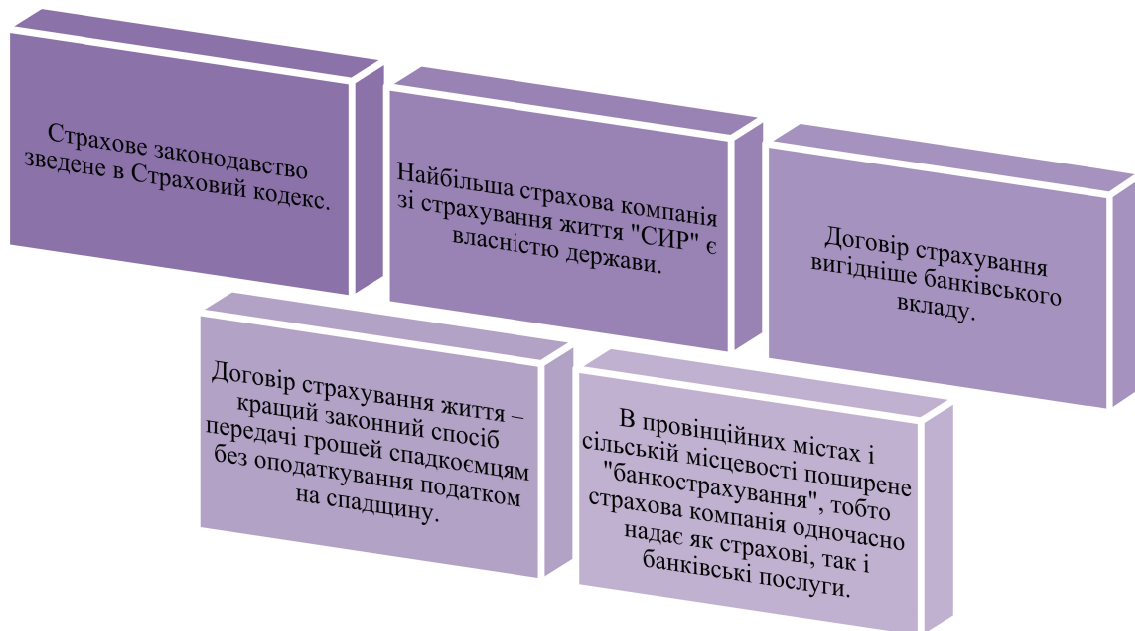 Страхове законодавство
зведене в Страховий кодекс.
Найбільша страхова компанія
зі страхування життя "СИР" є
власністю держави.
Договір страхування
вигідніше банківського
вкладу.
Договір страхування життя –
кращий законний спосіб
передачі грошей спадкоємцям
без оподаткування податком
на спадщину.
В провінційних містах і
сільській місцевості поширене
"банкострахування", тобто
страхова компанія одночасно
надає як страхові, так і
банківські послуги.